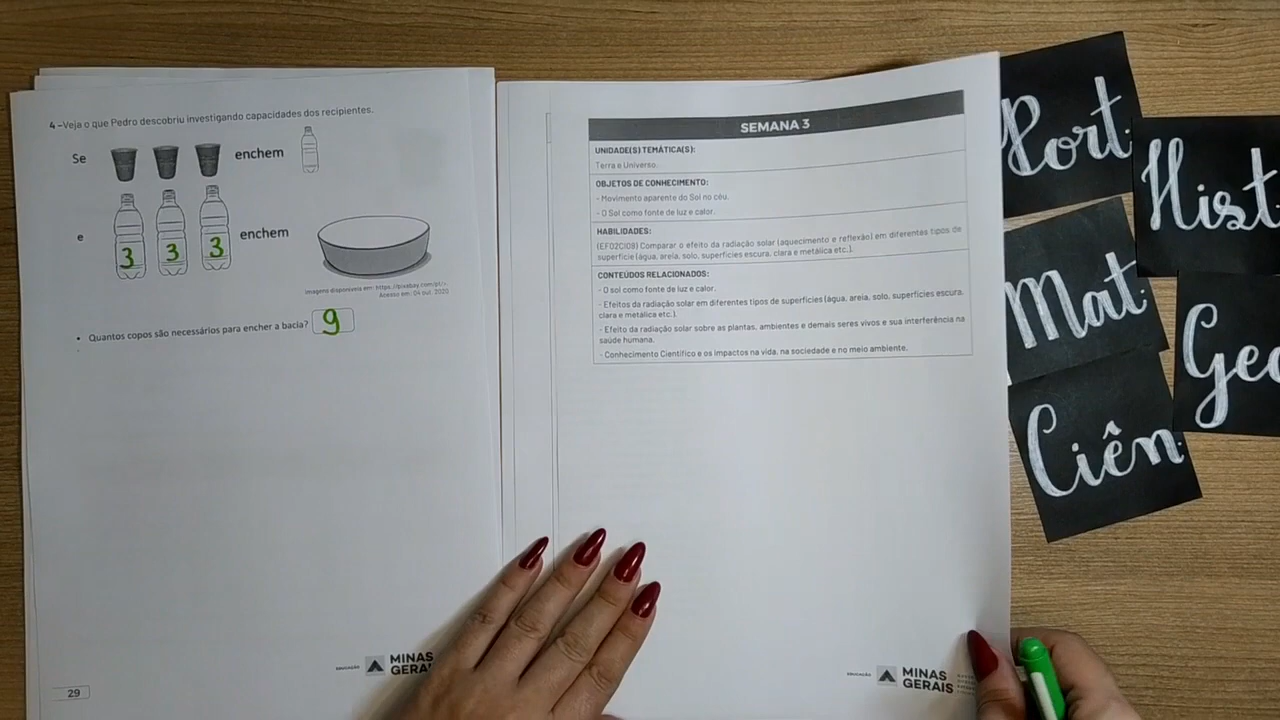 4 –Veja o que Pedro descobriu investigando capacidades dos recipientes.
Se enchem
e 3 3 3 enchem
Imagens disponíveis em: https://pixabay.com/pt/>.
Acesso em: 04 out. 2020
• Quantos copos são necessários para encher a bacia? 9
EDUCAÇÃO MINAS
GERA
29
SEMANA 3
UNIDADE(S) TEMÁTICA(S):
Terra e Universo.
OBJETOS DE CONHECIMENTO:
- Movimento aparente do Sol no céu.
- O Sol como fonte de luz e calor.
HABILIDADES:
(EF02CI08) Comparar o efeito da radiação solar (aquecimento e reflexão) em diferentes tipos de
superfície (água, areia, solo, superfícies escura, clara e metálica etc.).
CONTEÚDOS RELACIONADOS:
- O sol como fonte de luz e calor.
- Efeitos da radiação solar em diferentes tipos de superfícies (água, areia, solo, superfícies escura,
clara e metálica etc.).
- Efeito da radiação solar sobre as plantas, ambientes e demais seres vivos e sua interferência na
saúde humana.
- Conhecimento Científico e os impactos na vida, na sociedade e no meio ambiente.
EDUCAÇÃO MINAS
GERAIS
Port.
Hist
Mat.
Geo
Ciên.